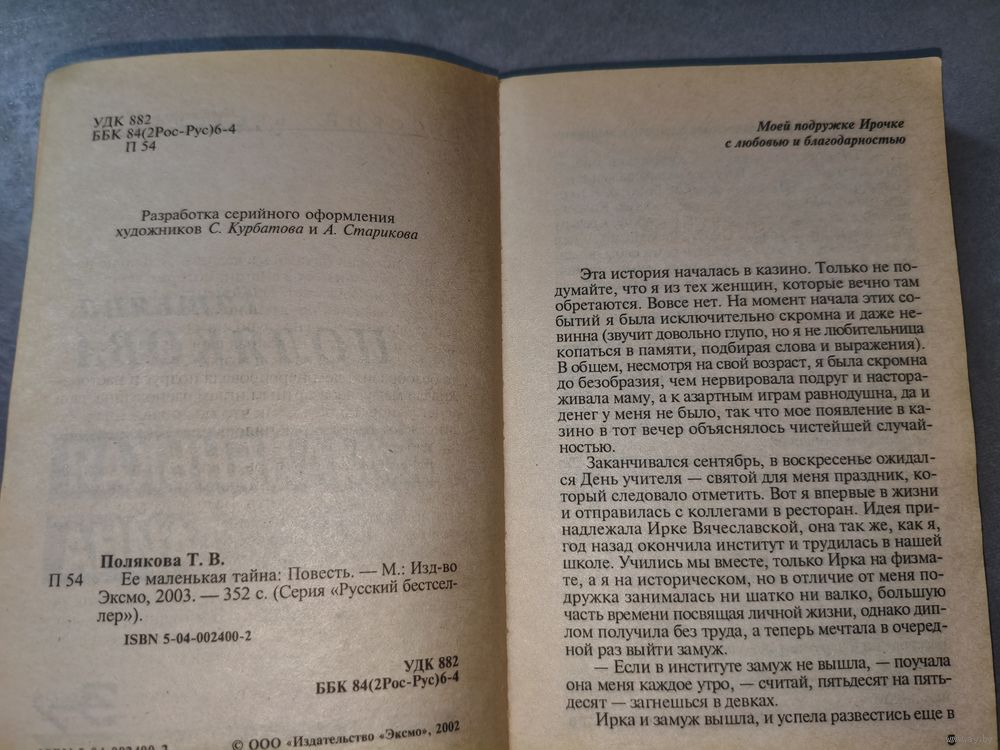 УДК 882
ББК 84(2Рос-Рус)6-4
П 54
Разработка серийного оформления
художников С. Курбатова и А. Старикова
Полякова Т. В.
П 54 Ее маленькая тайна: Повесть. — М.: Изд-во
Эксмо, 2003. — 352 с. (Серия «Русский бестсел-
лер»).
ISBN 5-04-002400-2
УДК 882
ББК 84(2Рос-Рус)6-4
© ООО «Издательство «Эксмо», 2002
Моей подружке Ирочке
с любовью и благодарностью
Эта история началась в казино. Только не по-
думайте, что я из тех женщин, которые вечно там
обретаются. Вовсе нет. На момент начала этих со-
бытий я была исключительно скромна и даже не-
винна (звучит довольно глупо, но я не любительница
копаться в памяти, подбирая слова и выражения).
В общем, несмотря на свой возраст, я была скромна
до безобразия, чем нервировала подруг и настора-
живала маму, а к азартным играм равнодушна, да и
денег у меня не было, так что мое появление в ка-
зино в тот вечер объяснялось чистейшей случай-
ностью.
Заканчивался сентябрь, в воскресенье ожидал-
ся День учителя — святой для меня праздник, ко-
торый следовало отметить. Вот я впервые в жизни
и отправилась с коллегами в ресторан. Идея при-
надлежала Ирке Вячеславской, она так же, как я,
год назад окончила институт и трудилась в нашей
школе. Учились мы вместе, только Ирка на физма-
те, а я на историческом, но в отличие от меня по-
дружка занималась ни шатко ни валко, большую
часть времени посвящая личной жизни, однако дип-
лом получила без труда, а теперь мечтала в очеред-
ной раз выйти замуж.
— Если в институте замуж не вышла, — поучала
она меня каждое утро, — считай, пятьдесят на пять-
десят — загнешься в девках.
Ирка и замуж вышла, и успела развестись еще в